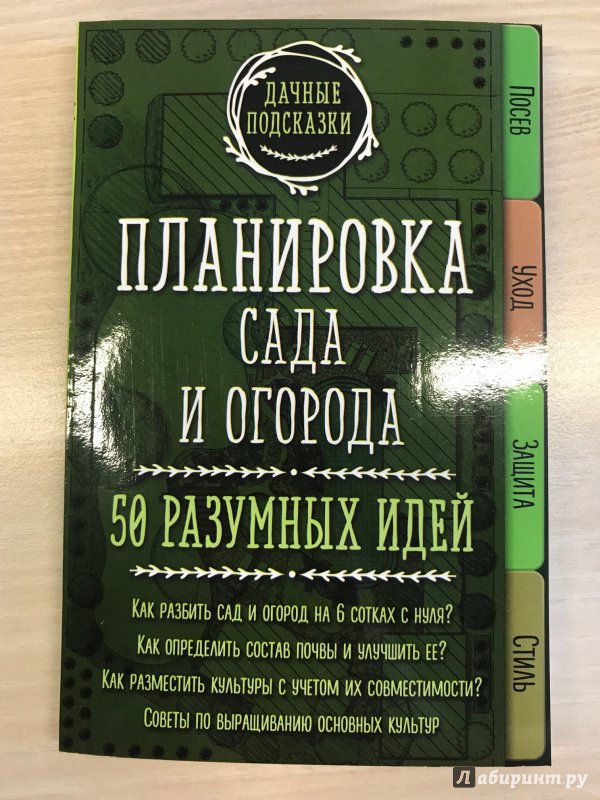 ДАЧНЫЕ
ПОДСКАЗКИ
ПЛАНИРОВКА
САДА
И ОГОРОДА
50 РАЗУМНЫХ ИДЕЙ
КАК РАЗБИТЬ САД И ОГОРОД НА 6 СОТКАХ С НУЛЯ?
КАК ОПРЕДЕЛИТЬ СОСТАВ ПОЧВЫ И УЛУЧШИТЬ ЕЕ?
КАК РАЗМЕСТИТЬ КУЛЬТУРЫ С УЧЕТОМ ИХ СОВМЕСТИМОСТИ?
СОВЕТЫ ПО ВЫРАЩИВАНИЮ ОСНОВНЫХ КУЛЬТУР
ПОСЕВ
УХОД
ЗАЩИТА
СТИЛЬ
Лабиринт.ру